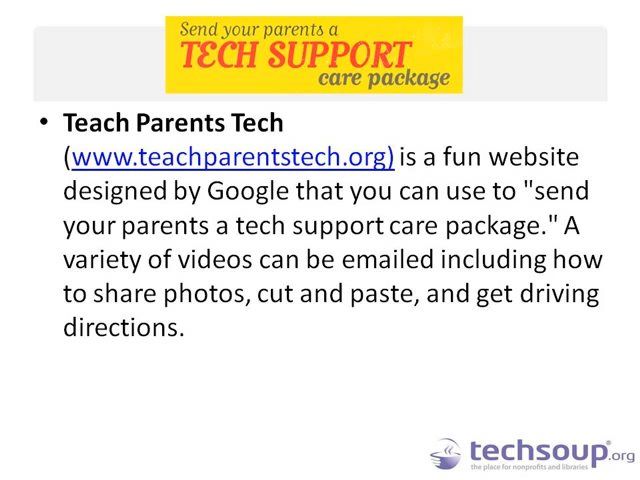 Send your parents a
TECH SUPPORT
care package
• Teach Parents Tech
(www.teachparentstech.org) is a fun website
designed by Google that you can use to "send
your parents a tech support care package." A
variety of videos can be emailed including how
to share photos, cut and paste, and get driving
directions.
techsoup®.org
the place for nonprofits and libraries